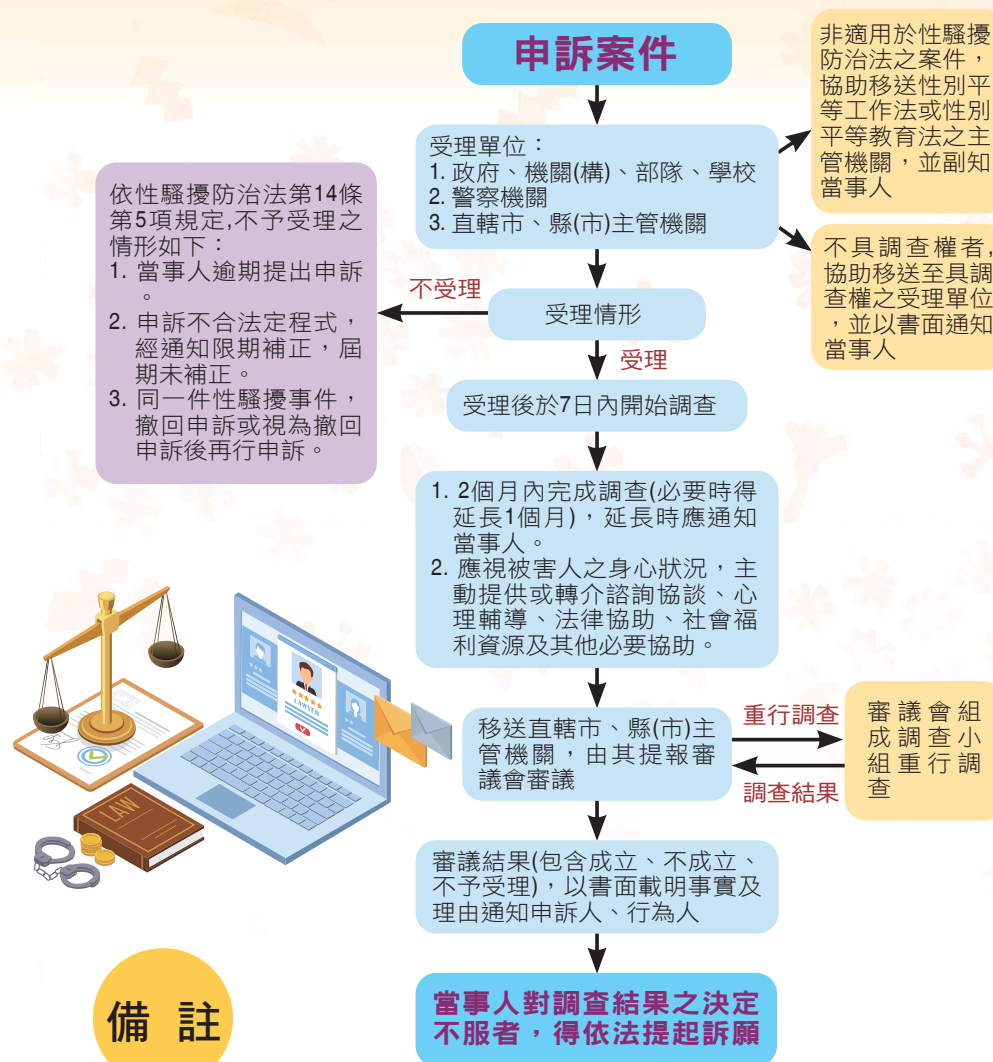 申訴案件
非適用於性騷擾
防治法之案件，
協助移送性別平
等工作法或性別
平等教育法之主
管機關，並副知
當事人
受理單位：
1. 政府、機關(構)、部隊、學校
2. 警察機關
3. 直轄市、縣(市)主管機關
不具調查權者,
協助移送至具調
查權之受理單位
，並以書面通知
當事人
依性騷擾防治法第14條
第5項規定,不予受理之
情形如下：
1. 當事人逾期提出申訴
。
2. 申訴不合法定程式，
經通知限期補正，屆
期未補正。
3. 同一件性騷擾事件，
撤回申訴或視為撤回
申訴後再行申訴。
不受理
受理情形
受理
受理後於7日內開始調查
1. 2個月內完成調查(必要時得
延長1個月)，延長時應通知
當事人。
2. 應視被害人之身心狀況，主
動提供或轉介諮詢協談、心
理輔導、法律協助、社會福
利資源及其他必要協助。
LAWYER
LAW
移送直轄市、縣(市)主
管機關，由其提報審
議會審議
重行調查
調查結果
審議會組
成調查小
組重行調
查
審議結果(包含成立、不成立、
不予受理)，以書面載明事實及
理由通知申訴人、行為人
當事人對調查結果之決定
不服者，得依法提起訴願
備 註